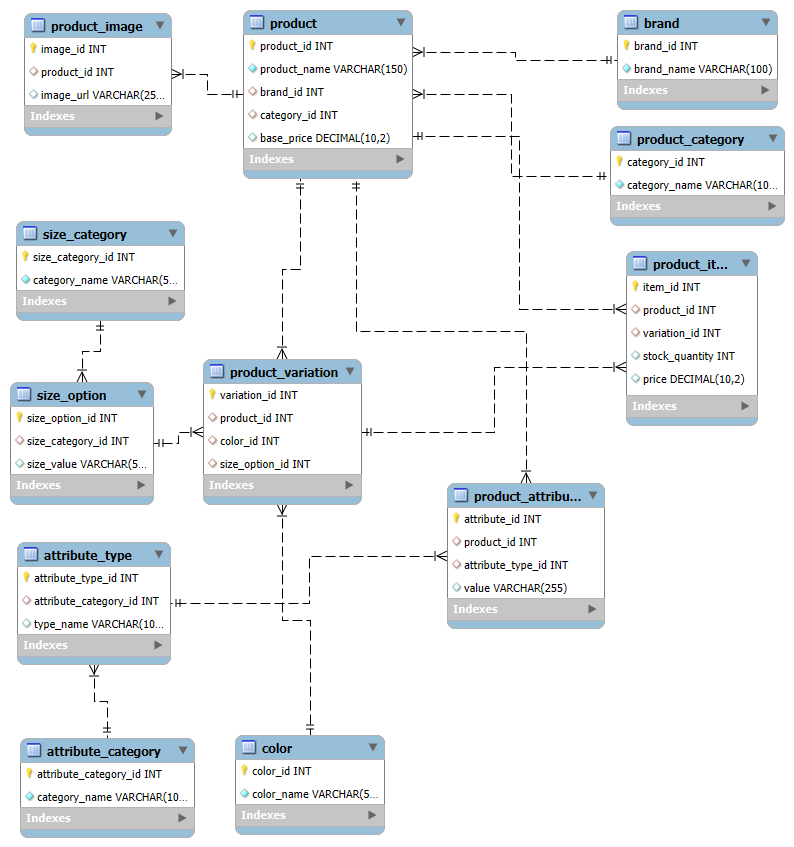 product_image
image_id INT
product_id INT
image_url VARCHAR(25...
Indexes
product
product_id INT
product_name VARCHAR(150)
brand_id INT
category_id INT
base_price DECIMAL(10,2)
Indexes
brand
brand_id INT
brand_name VARCHAR(100)
Indexes
product_category
category_id INT
category_name VARCHAR(10...
Indexes
size_category
size_category_id INT
category_name VARCHAR(5...
Indexes
product_it...
item_id INT
product_id INT
variation_id INT
stock_quantity INT
price DECIMAL(10,2)
Indexes
size_option
size_option_id INT
size_category_id INT
size_value VARCHAR(5...
Indexes
product_variation
variation_id INT
product_id INT
color_id INT
size_option_id INT
Indexes
product_attribu...
attribute_id INT
product_id INT
attribute_type_id INT
value VARCHAR(255)
Indexes
attribute_type
attribute_type_id INT
attribute_category_id INT
type_name VARCHAR(10...
Indexes
attribute_category
attribute_category_id INT
category_name VARCHAR(10...
Indexes
color
color_id INT
color_name VARCHAR(5...
Indexes